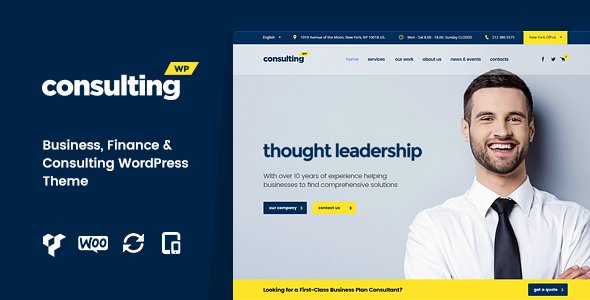 consulting WP
Business, Finance &
Consulting WordPress
Theme
WOO
English
1010 Avenue of the Moon, New York, NY 10018 US.
Mon - Sat 8.00 - 18.00, Sunday CLOSED
212 386 5575
New York Office
consulting WP
home services our work about us news & events contacts
thought leadership
With over 10 years of experience helping
businesses to find comprehensive solutions
our company
contact us
Looking for a First-Class Business Plan Consultant?
get a quote